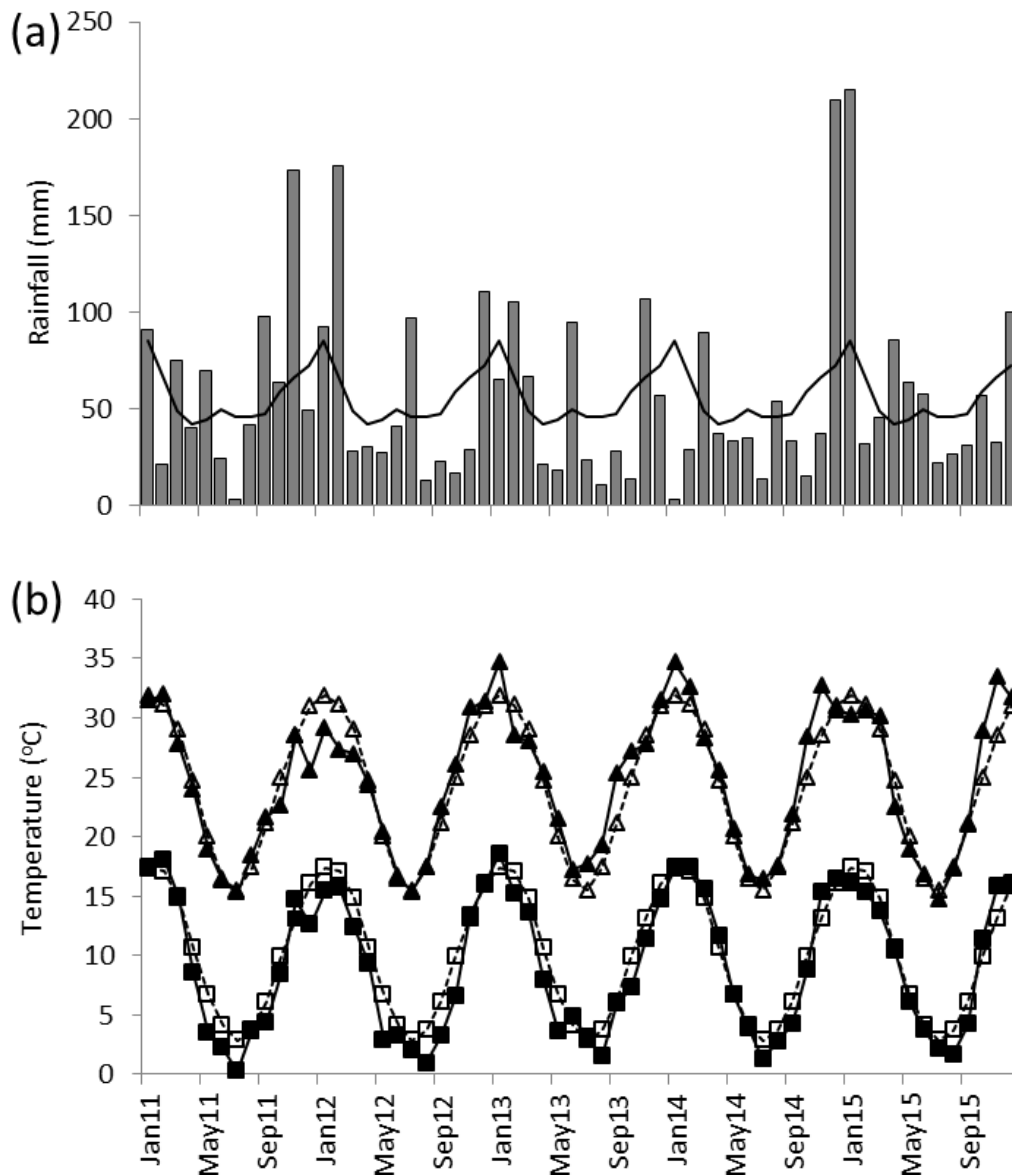 (a)
250
200
150
100
50
0
Rainfall (mm)
(b)
40
35
30
25
20
15
10
5
0
Temperature (°C)
Jan11
May11
Sep11
Jan12
May12
Sep12
Jan13
May13
Sep13
Jan14
May14
Sep14
Jan15
May15
Sep15